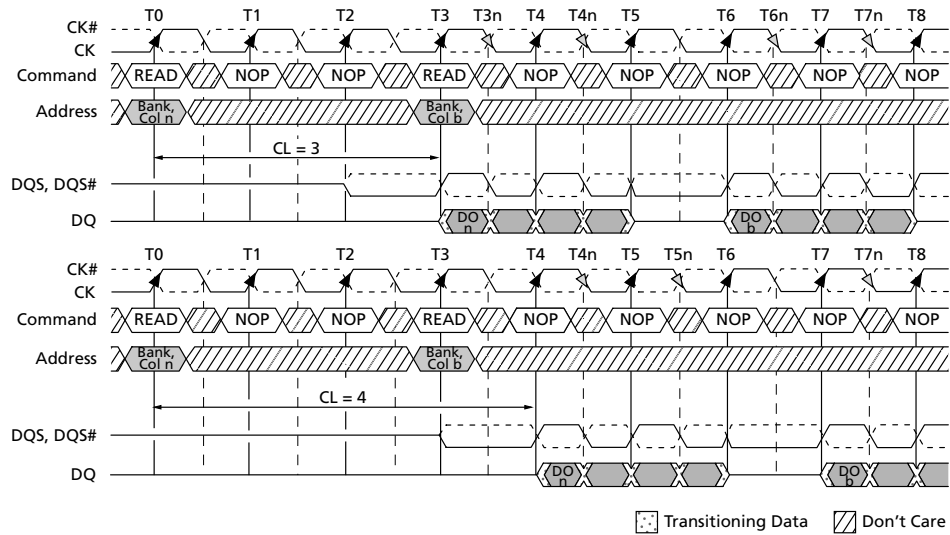 T0 T1 T2 T3 T3n T4 T4n T5 T6 T6n T7 T7n T8
CK#
CK
Command READ NOP NOP READ NOP NOP NOP NOP NOP
Address Bank, Col n Bank, Col b
CL = 3
DQS, DQS#
DQ DO n DO b
T0 T1 T2 T3 T4 T4n T5 T5n T6 T7 T7n T8
CK#
CK
Command READ NOP NOP READ NOP NOP NOP NOP NOP
Address Bank, Col n Bank, Col b
CL = 4
DQS, DQS#
DQ DO n DO b
Transitioning Data Don't Care